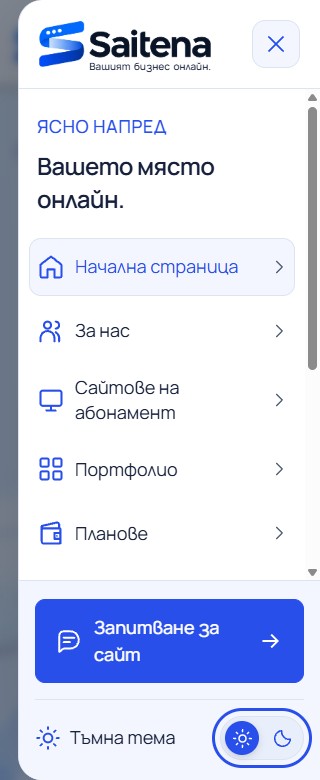 Saitena
Вашият бизнес онлайн.
ЯСНО НАПРЕД
Вашето място
онлайн.
Начална страница
За нас
Сайтове на
абонамент
Портфолио
Планове
Запитване за
сайт
Тъмна тема